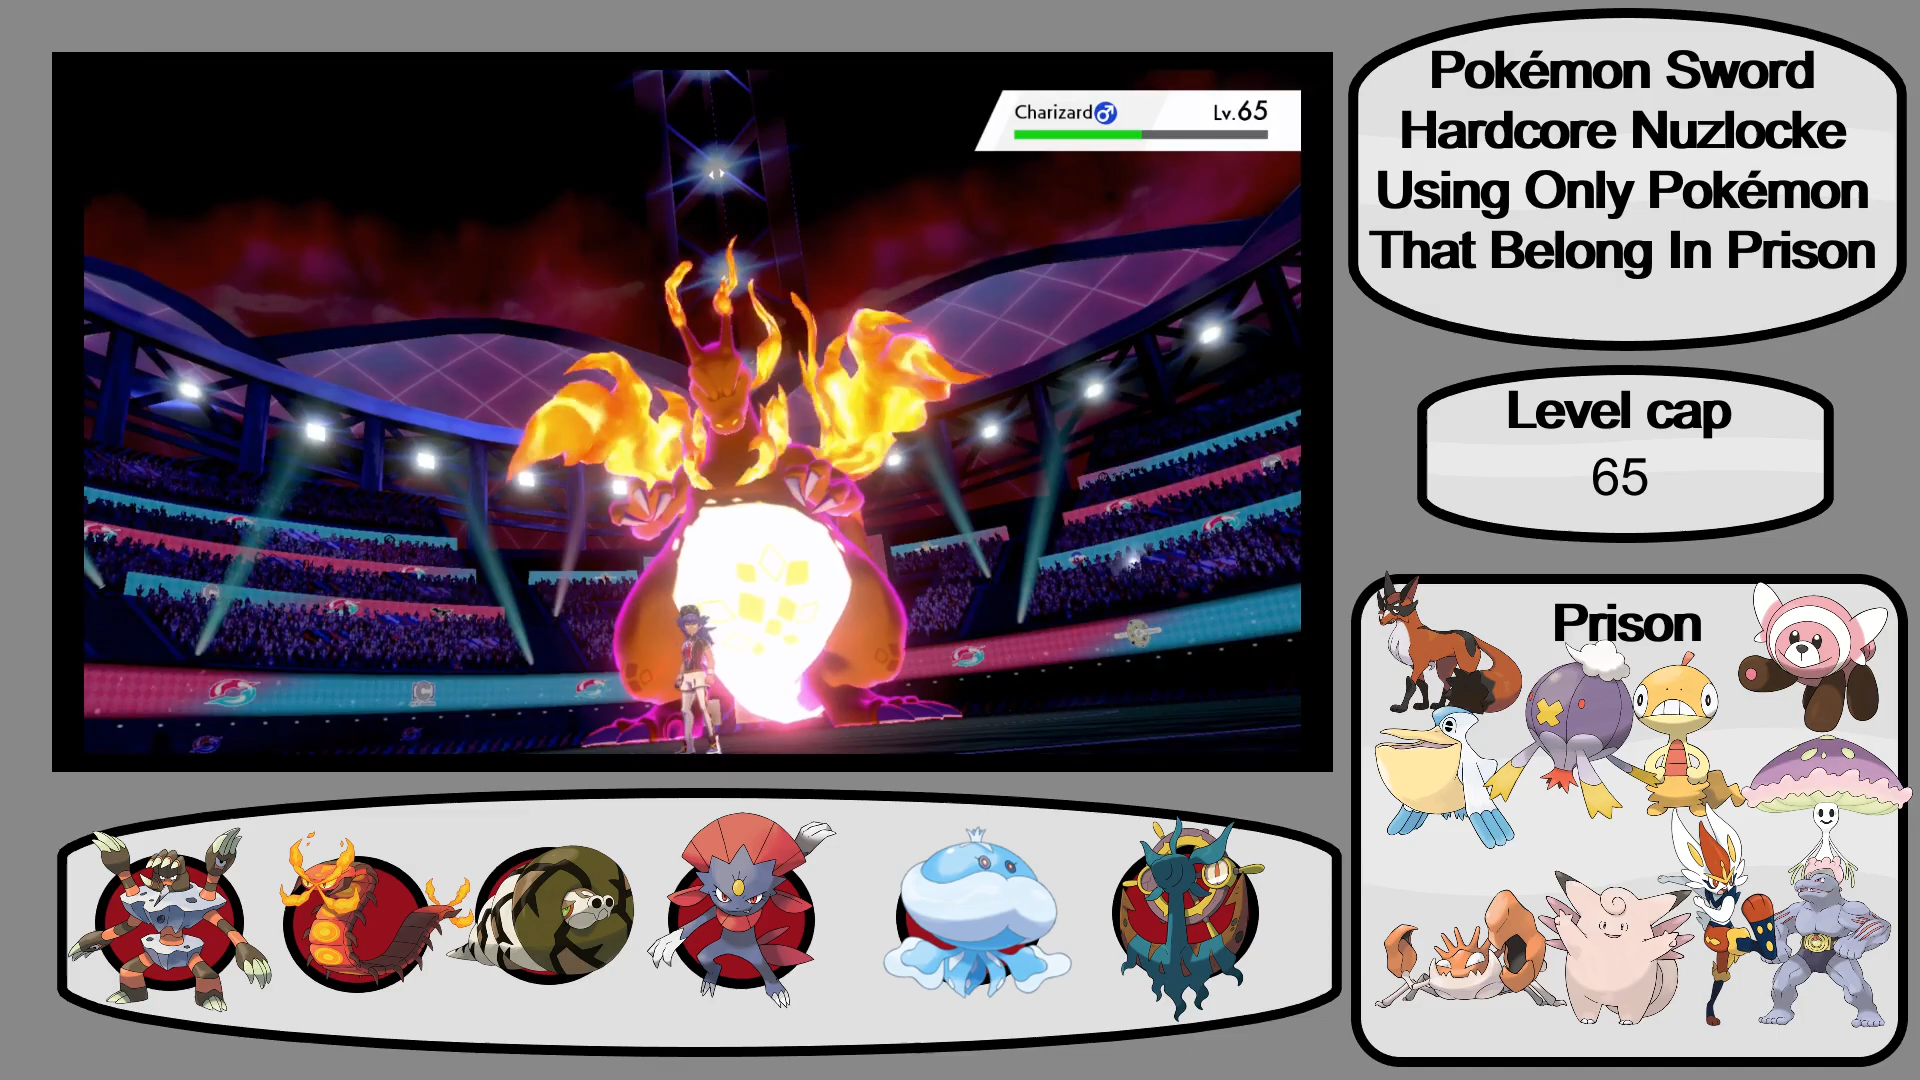 Charizard♂ Lv.65
Pokémon Sword
Hardcore Nuzlocke
Using Only Pokémon
That Belong In Prison
Level cap
65
Prison